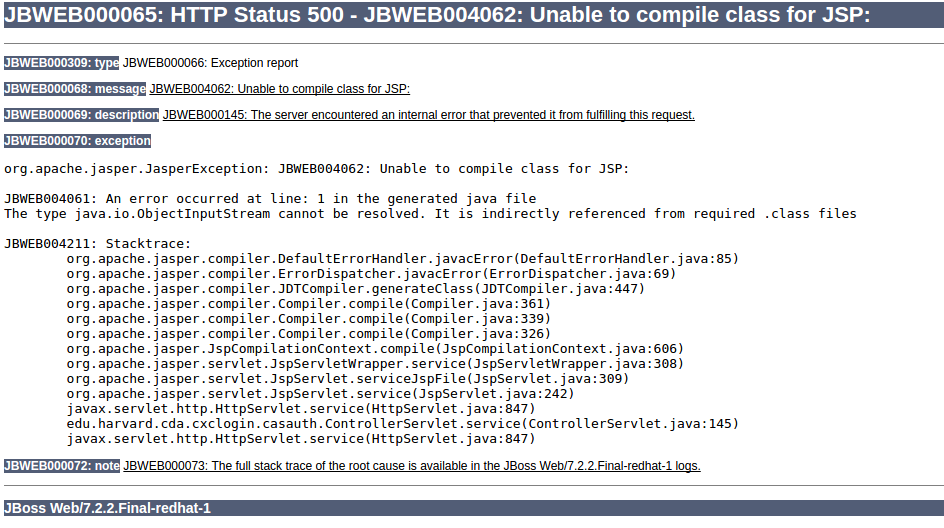 JBWEB000065: HTTP Status 500 - JBWEB004062: Unable to compile class for JSP:
JBWEB000309: type JBWEB000066: Exception report
JBWEB000068: message JBWEB004062: Unable to compile class for JSP:
JBWEB000069: description JBWEB000145: The server encountered an internal error that prevented it from fulfilling this request.
JBWEB000070: exception
org.apache.jasper.JasperException: JBWEB004062: Unable to compile class for JSP:
JBWEB004061: An error occurred at line: 1 in the generated java file
The type java.io.ObjectInputStream cannot be resolved. It is indirectly referenced from required .class files
JBWEB004211: Stacktrace:
org.apache.jasper.compiler.DefaultErrorHandler.javacError(DefaultErrorHandler.java:85)
org.apache.jasper.compiler.ErrorDispatcher.javacError(ErrorDispatcher.java:69)
org.apache.jasper.compiler.JDTCompiler.generateClass(JDTCompiler.java:447)
org.apache.jasper.compiler.Compiler.compile(Compiler.java:361)
org.apache.jasper.compiler.Compiler.compile(Compiler.java:339)
org.apache.jasper.compiler.Compiler.compile(Compiler.java:326)
org.apache.jasper.JspCompilationContext.compile(JspCompilationContext.java:606)
org.apache.jasper.servlet.JspServletWrapper.service(JspServletWrapper.java:308)
org.apache.jasper.servlet.JspServlet.serviceJspFile(JspServlet.java:309)
org.apache.jasper.servlet.JspServlet.service(JspServlet.java:242)
javax.servlet.http.HttpServlet.service(HttpServlet.java:847)
edu.harvard.cda.cxclogin.casauth.ControllerServlet.service(ControllerServlet.java:145)
javax.servlet.http.HttpServlet.service(HttpServlet.java:847)
JBWEB000072: note JBWEB000073: The full stack trace of the root cause is available in the JBoss Web/7.2.2.Final-redhat-1 logs.
JBoss Web/7.2.2.Final-redhat-1